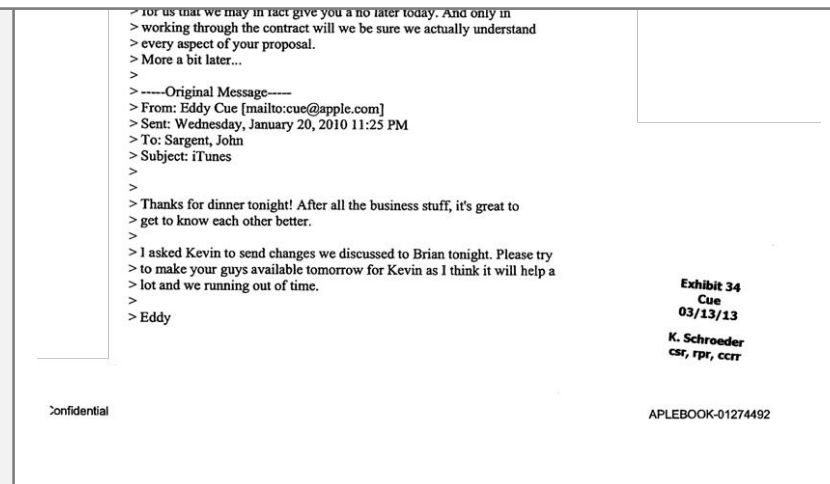 > for us that we may in fact give you a no later today. And only in
> working through the contract will we be sure we actually understand
> every aspect of your proposal.
> More a bit later...
>
> -----Original Message-----
> From: Eddy Cue [mailto:cue@apple.com]
> Sent: Wednesday, January 20, 2010 11:25 PM
> To: Sargent, John
> Subject: iTunes
>
>
> Thanks for dinner tonight! After all the business stuff, it's great to
> get to know each other better.
>
> I asked Kevin to send changes we discussed to Brian tonight. Please try
> to make your guys available tomorrow for Kevin as I think it will help a
> lot and we running out of time.
>
> Eddy
Exhibit 34
Cue
03/13/13
K. Schroeder
csr, rpr, ccrr
Confidential
APLEBOOK-01274492